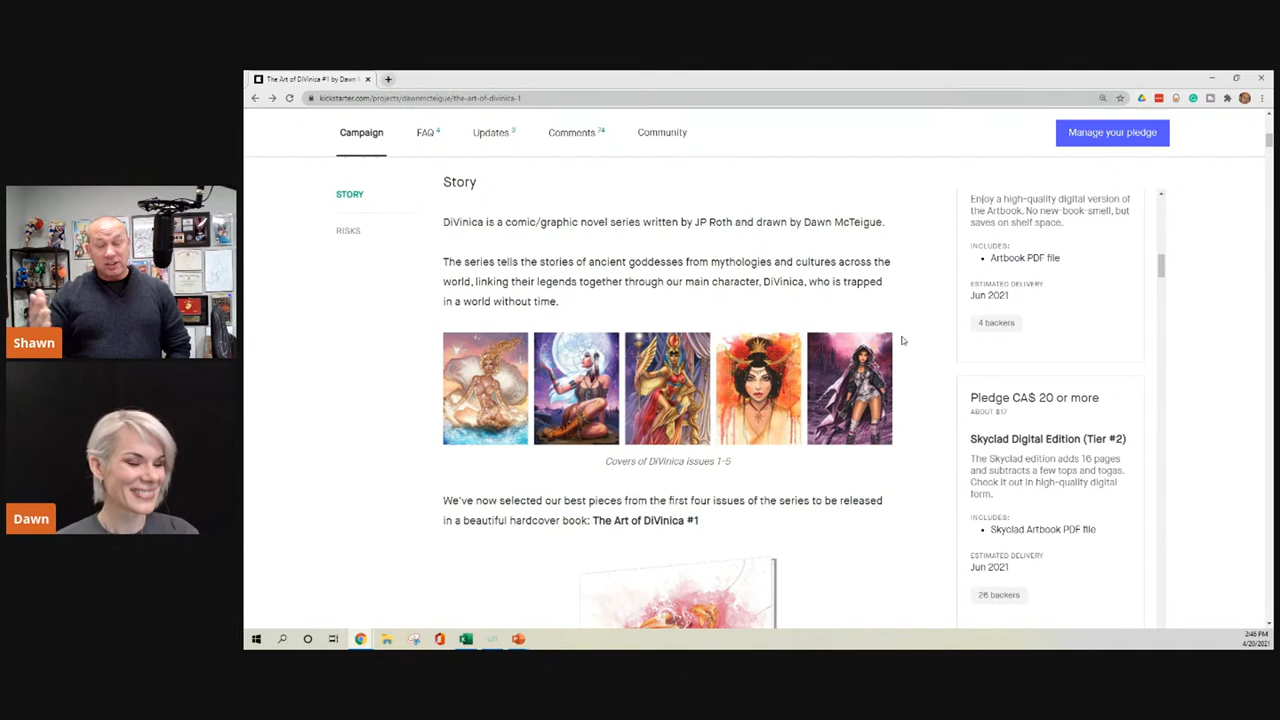 The Art of DiVinica #1 by Dawn
kickstarter.com/projects/dawnmcteigue/the-art-of-divinica-1
Campaign
FAQ 4
Updates 3
Comments 74
Community
Manage your pledge
STORY
RISKS
Story
DiVinica is a comic/graphic novel series written by JP Roth and drawn by Dawn McTeigue.
The series tells the stories of ancient goddesses from mythologies and cultures across the
world, linking their legends together through our main character, DiVinica, who is trapped
in a world without time.
Covers of DiVinica issues 1-5
We've now selected our best pieces from the first four issues of the series to be released
in a beautiful hardcover book: The Art of DiVinica #1
Enjoy a high-quality digital version of
the Artbook. No new-book-smell, but
saves on shelf space.
INCLUDES:
• Artbook PDF file
ESTIMATED DELIVERY
Jun 2021
4 backers
Pledge CA$ 20 or more
ABOUT $17
Skyclad Digital Edition (Tier #2)
The Skyclad edition adds 16 pages
and subtracts a few tops and togas.
Check it out in high-quality digital
form.
INCLUDES:
• Skyclad Artbook PDF file
ESTIMATED DELIVERY
Jun 2021
26 backers
Shawn
Dawn
2:46 PM
4/20/2021